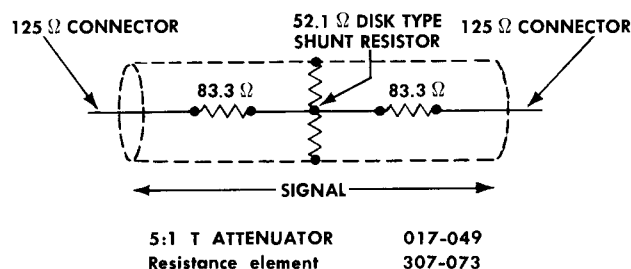 125 Ω CONNECTOR
52.1 Ω DISK TYPE
SHUNT RESISTOR
125 Ω CONNECTOR
83.3 Ω
83.3 Ω
SIGNAL
5:1 T ATTENUATOR 017-049
Resistance element 307-073